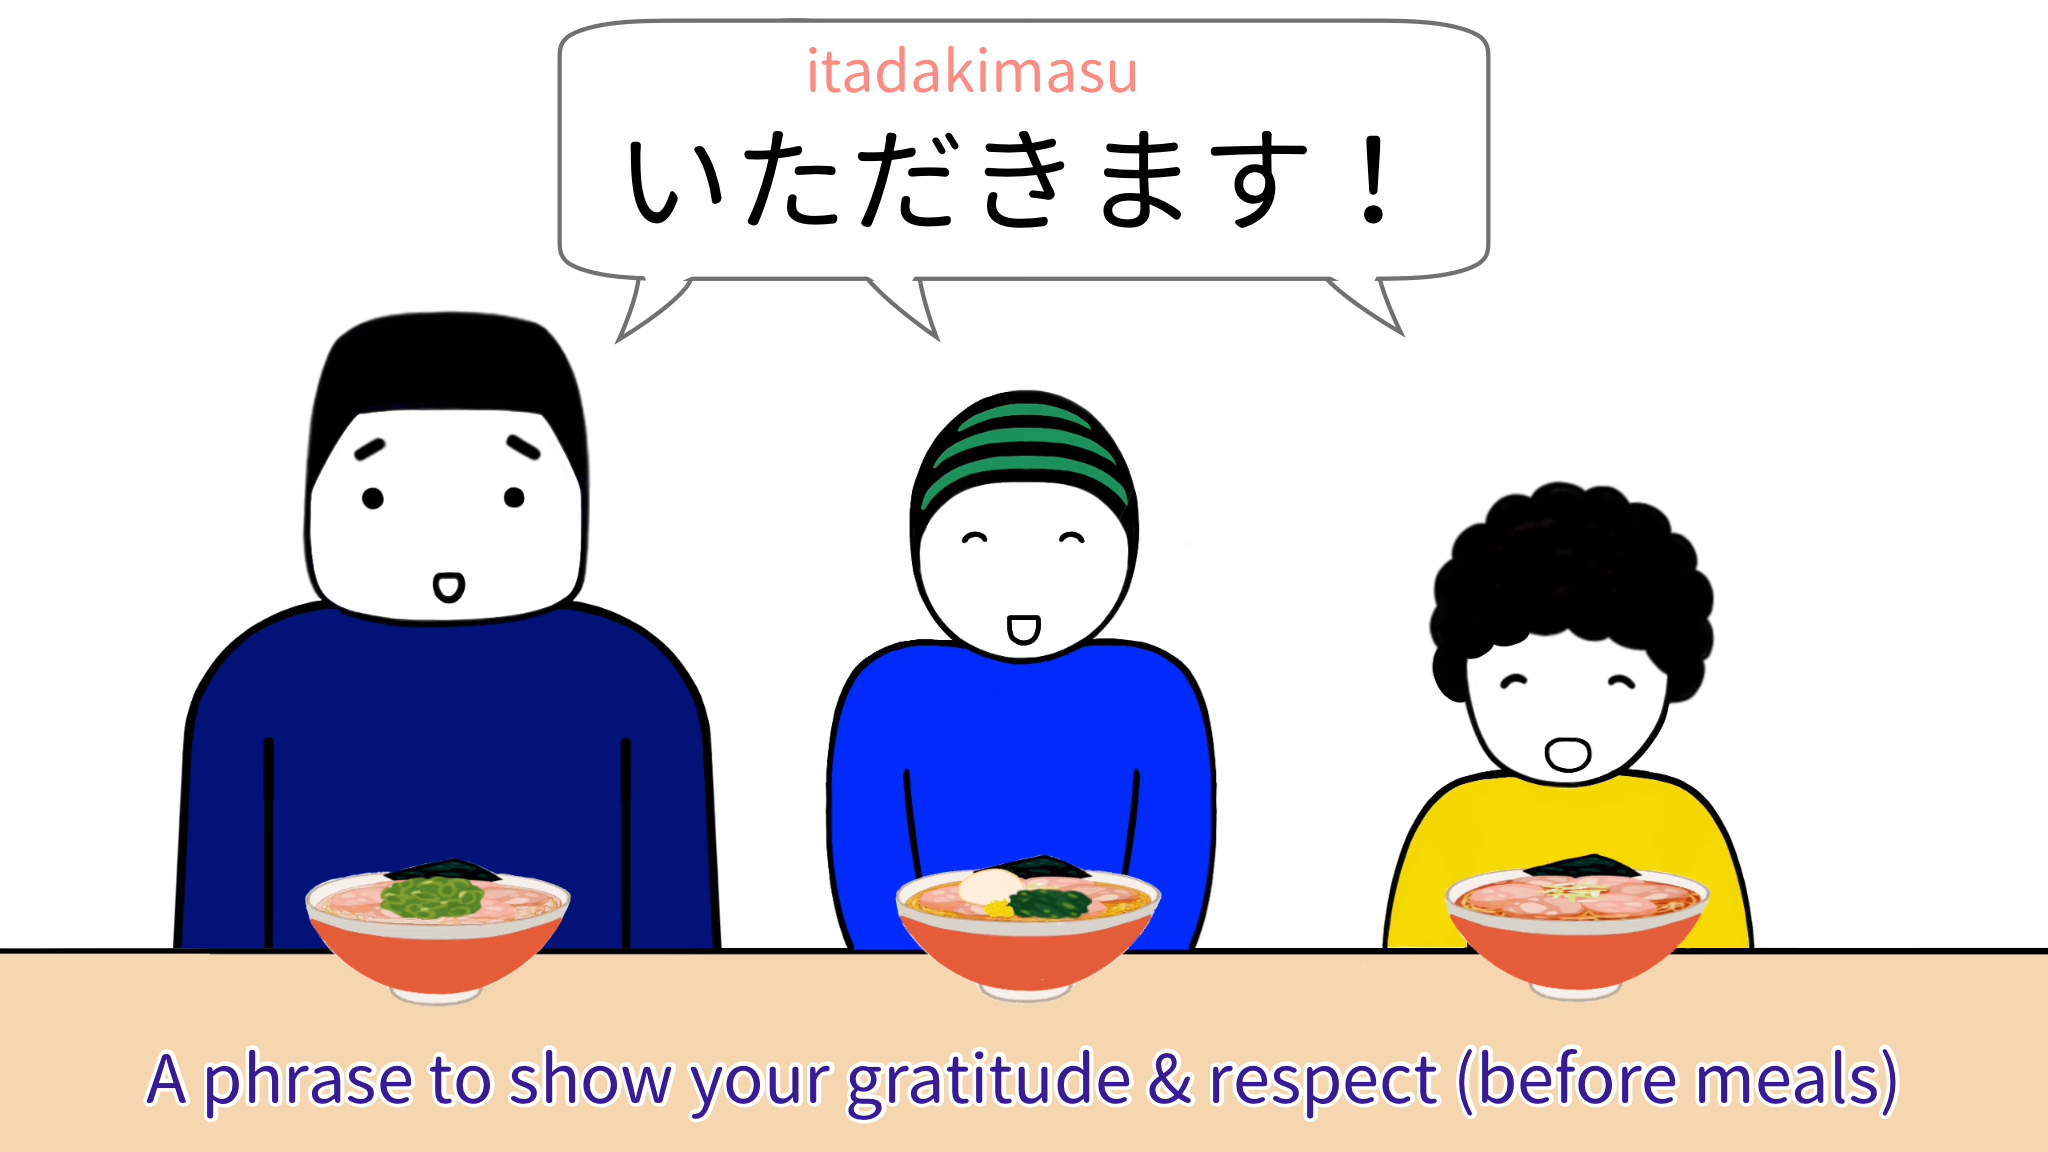 itadakimasu
いただきます！
A phrase to show your gratitude & respect (before meals)